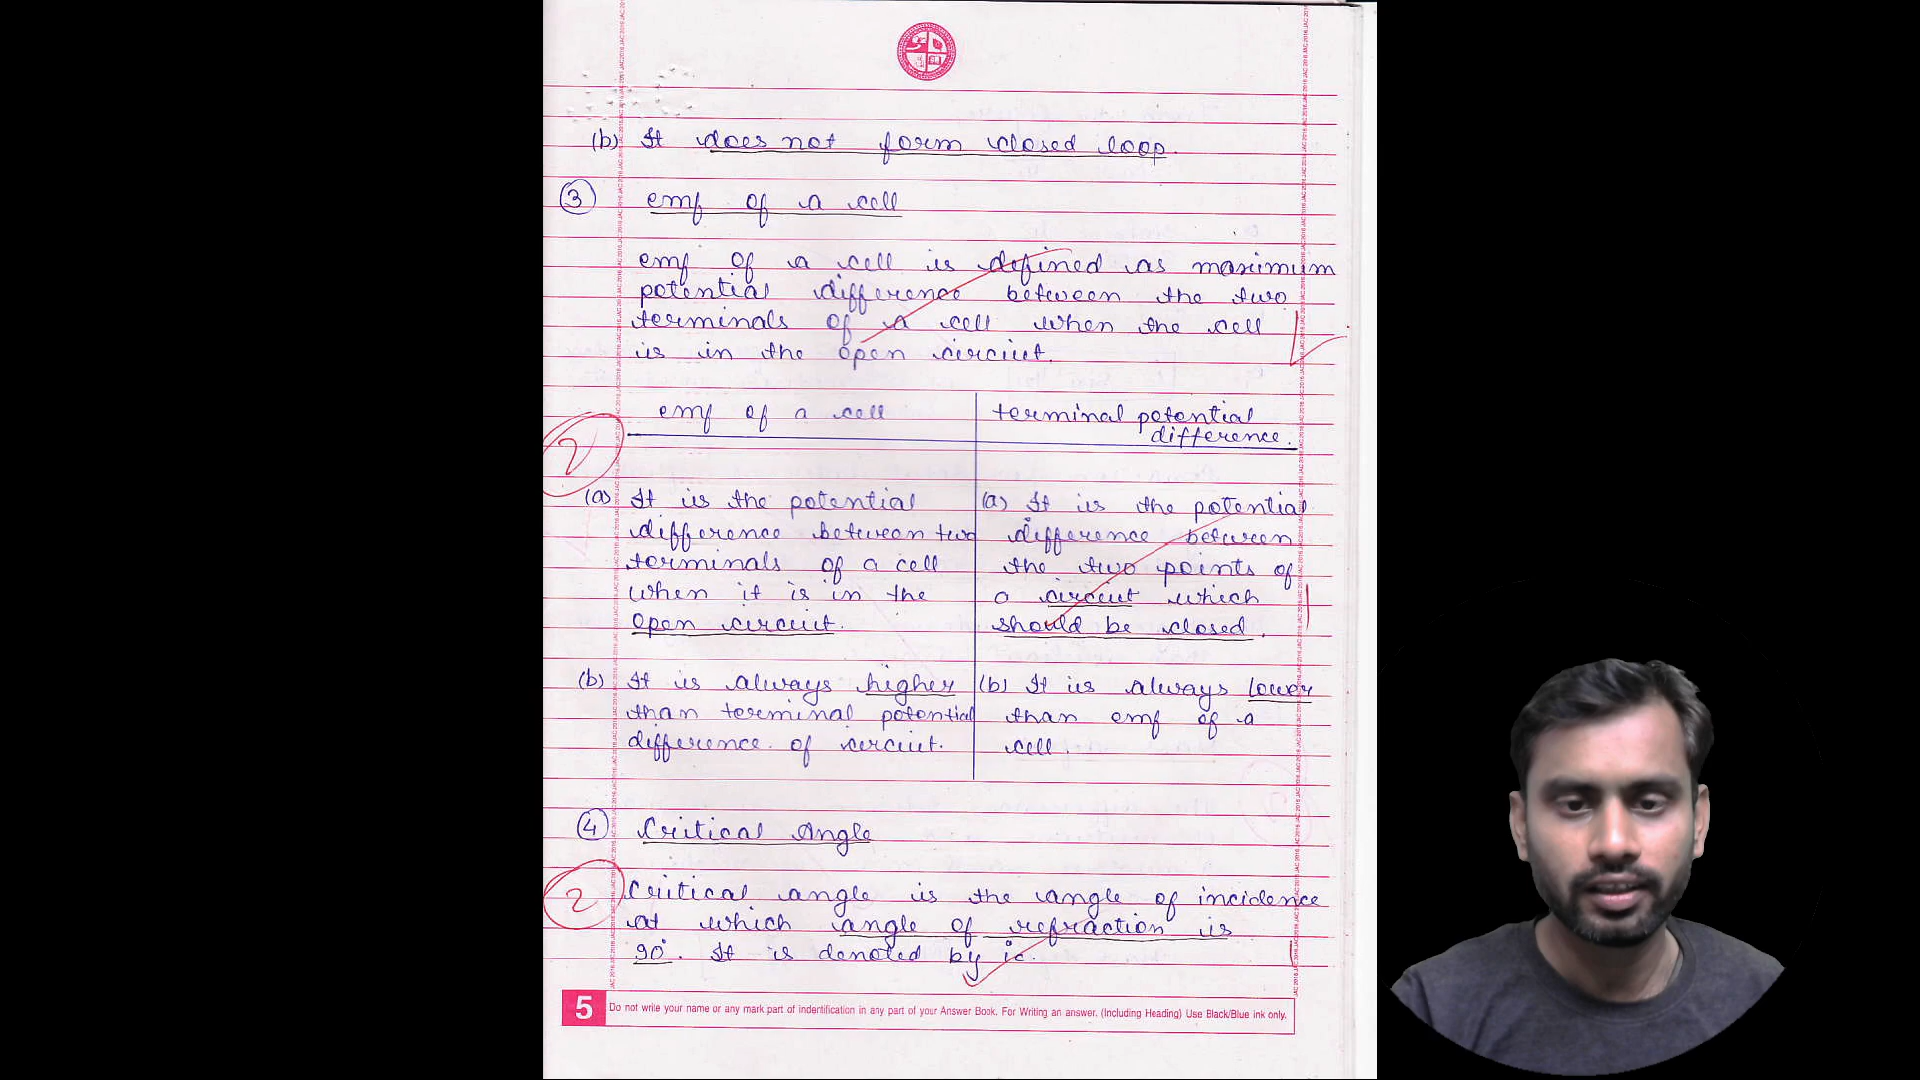 (b) It does not form closed loop.
(3) emf of a cell
emf of a cell is defined as maximum
potential difference between the two
terminals of a cell when the cell
is in the open circiut.
emf of a cell
terminal potential
difference.
2
(a) It is the potential
difference between two
terminals of a cell
when it is in the
open circiut.
(a) It is the potential
difference between
the two points of
a circiut which
should be closed.
(b) It is always higher
than terminal potential
difference of circiut.
(b) It is always lower
than emf of a
cell.
(4) Critical Angle
2
Critical angle is the angle of incidence
at which angle of refraction is
90°. It is denoted by ic.
5
Do not write your name or any mark part of indentification in any part of your Answer Book. For Writing an answer. (Including Heading) Use Black/Blue ink only.